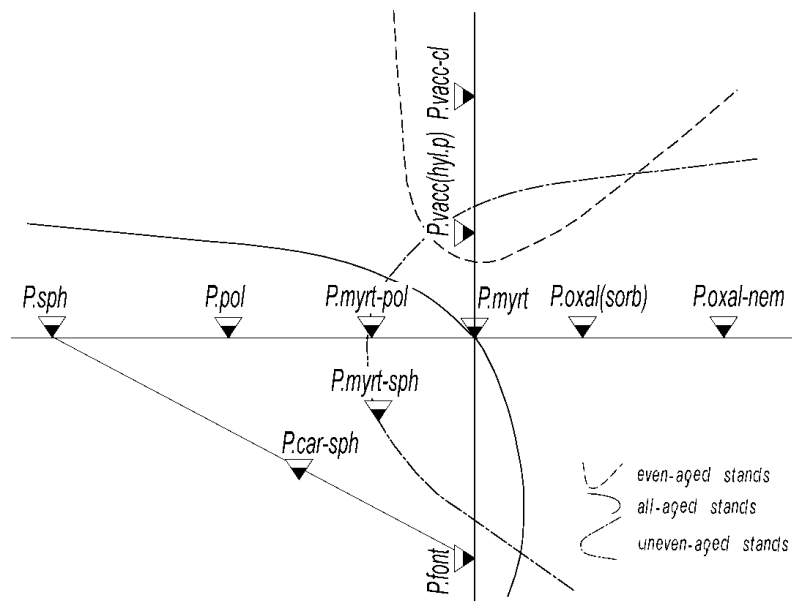 P.vacc-cl
P.vacc(hyl.p)
P.sph
P.pol
P.myrt-pol
P.myrt
P.oxal(sorb)
P.oxal-nem
P.myrt-sph
P.car-sph
P.font
even-aged stands
all-aged stands
uneven-aged stands